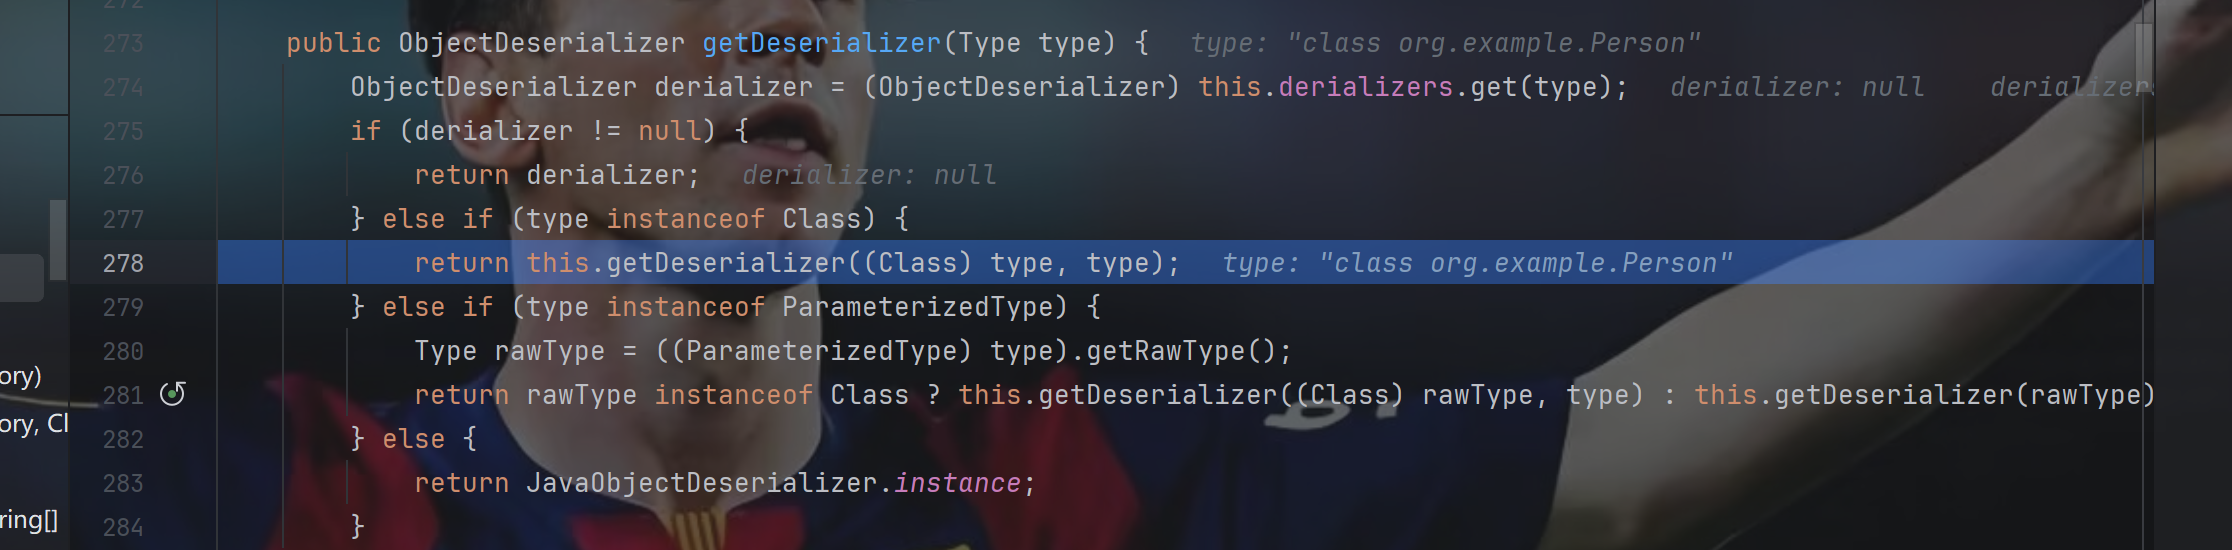 272
273 public ObjectDeserializer getDeserializer(Type type) { type: "class org.example.Person"
274 ObjectDeserializer derializer = (ObjectDeserializer) this.derializers.get(type); derializer: null derializers
275 if (derializer != null) {
276 return derializer; derializer: null
277 } else if (type instanceof Class) {
278 return this.getDeserializer((Class) type, type); type: "class org.example.Person"
279 } else if (type instanceof ParameterizedType) {
280 Type rawType = ((ParameterizedType) type).getRawType();
ory)
281 return rawType instanceof Class ? this.getDeserializer((Class) rawType, type) : this.getDeserializer(rawType)
ory, Cl
282 } else {
283 return JavaObjectDeserializer.instance;
ring[]
284 }